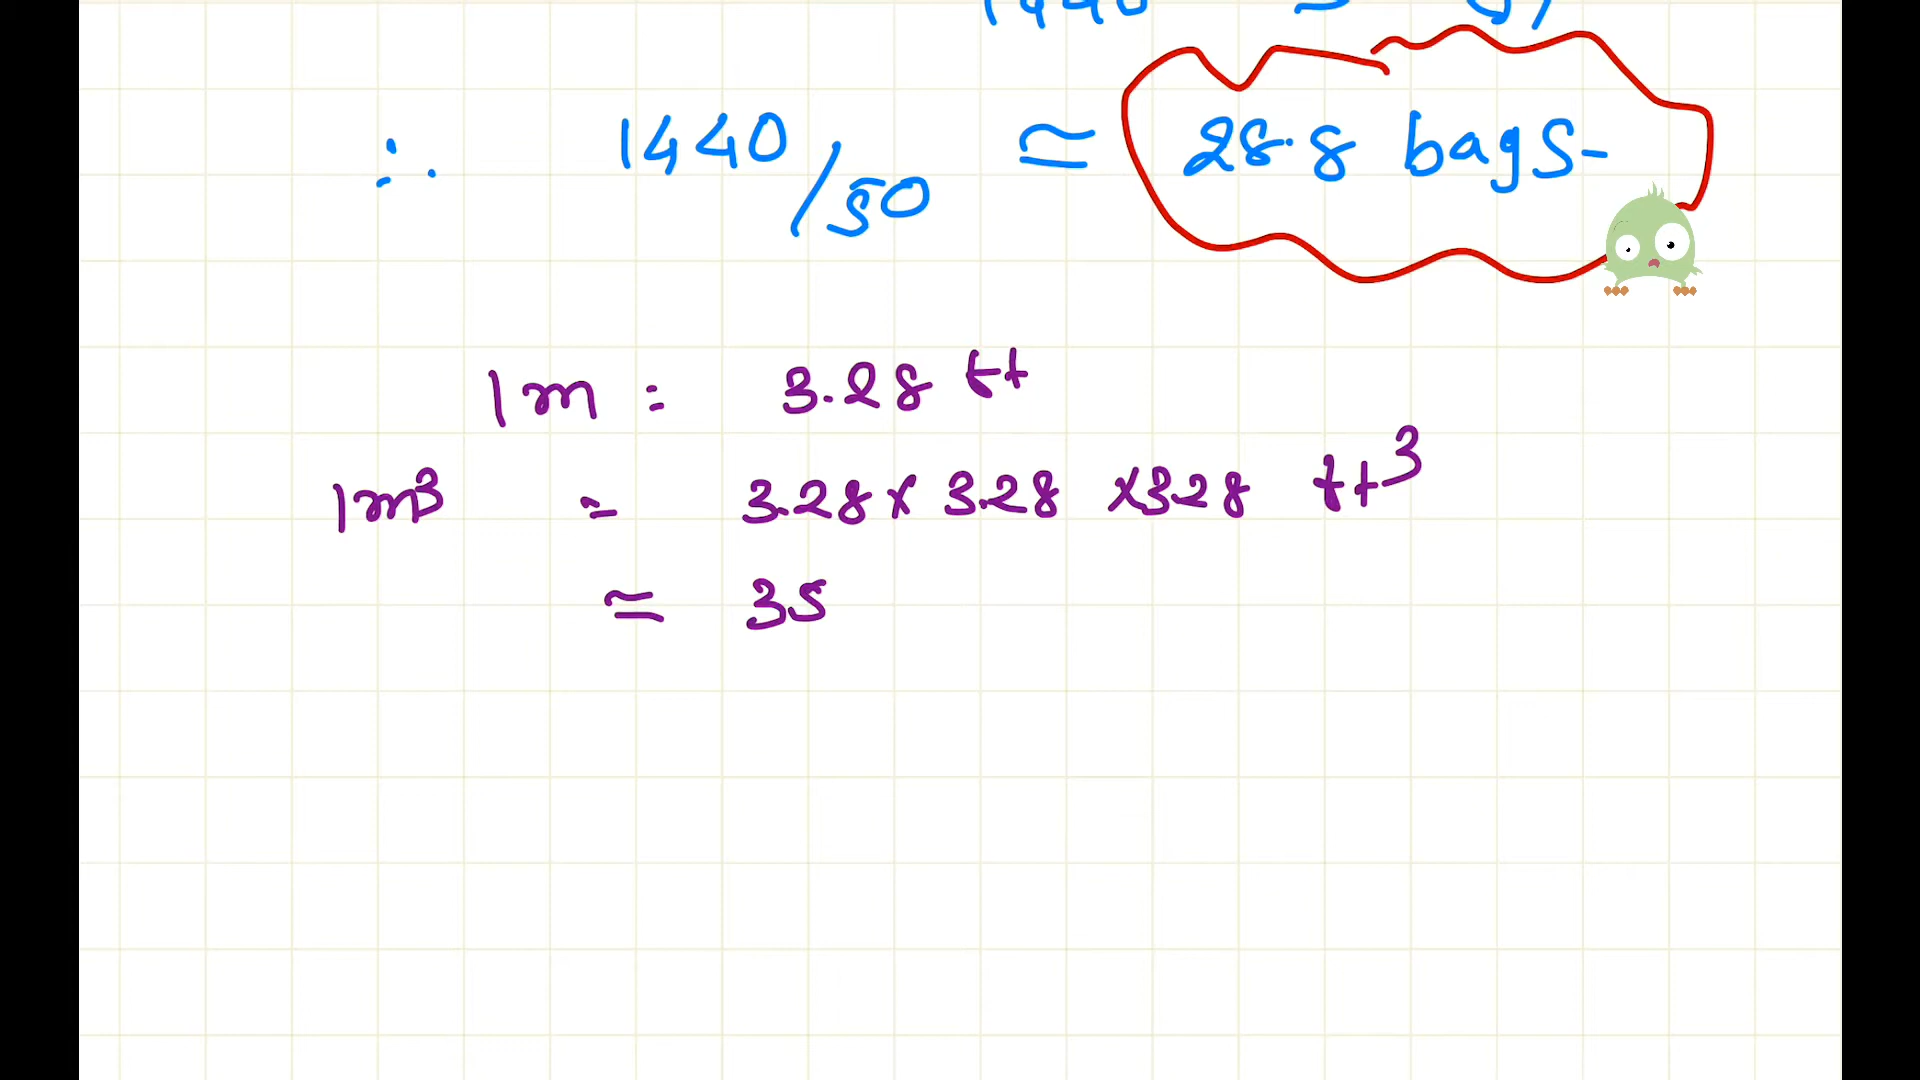 ∴ 1440/50 ≃ 28.8 bags-
1m = 3.28 ft
1m³ = 3.28 x 3.28 x 3.28 ft³
≃ 35